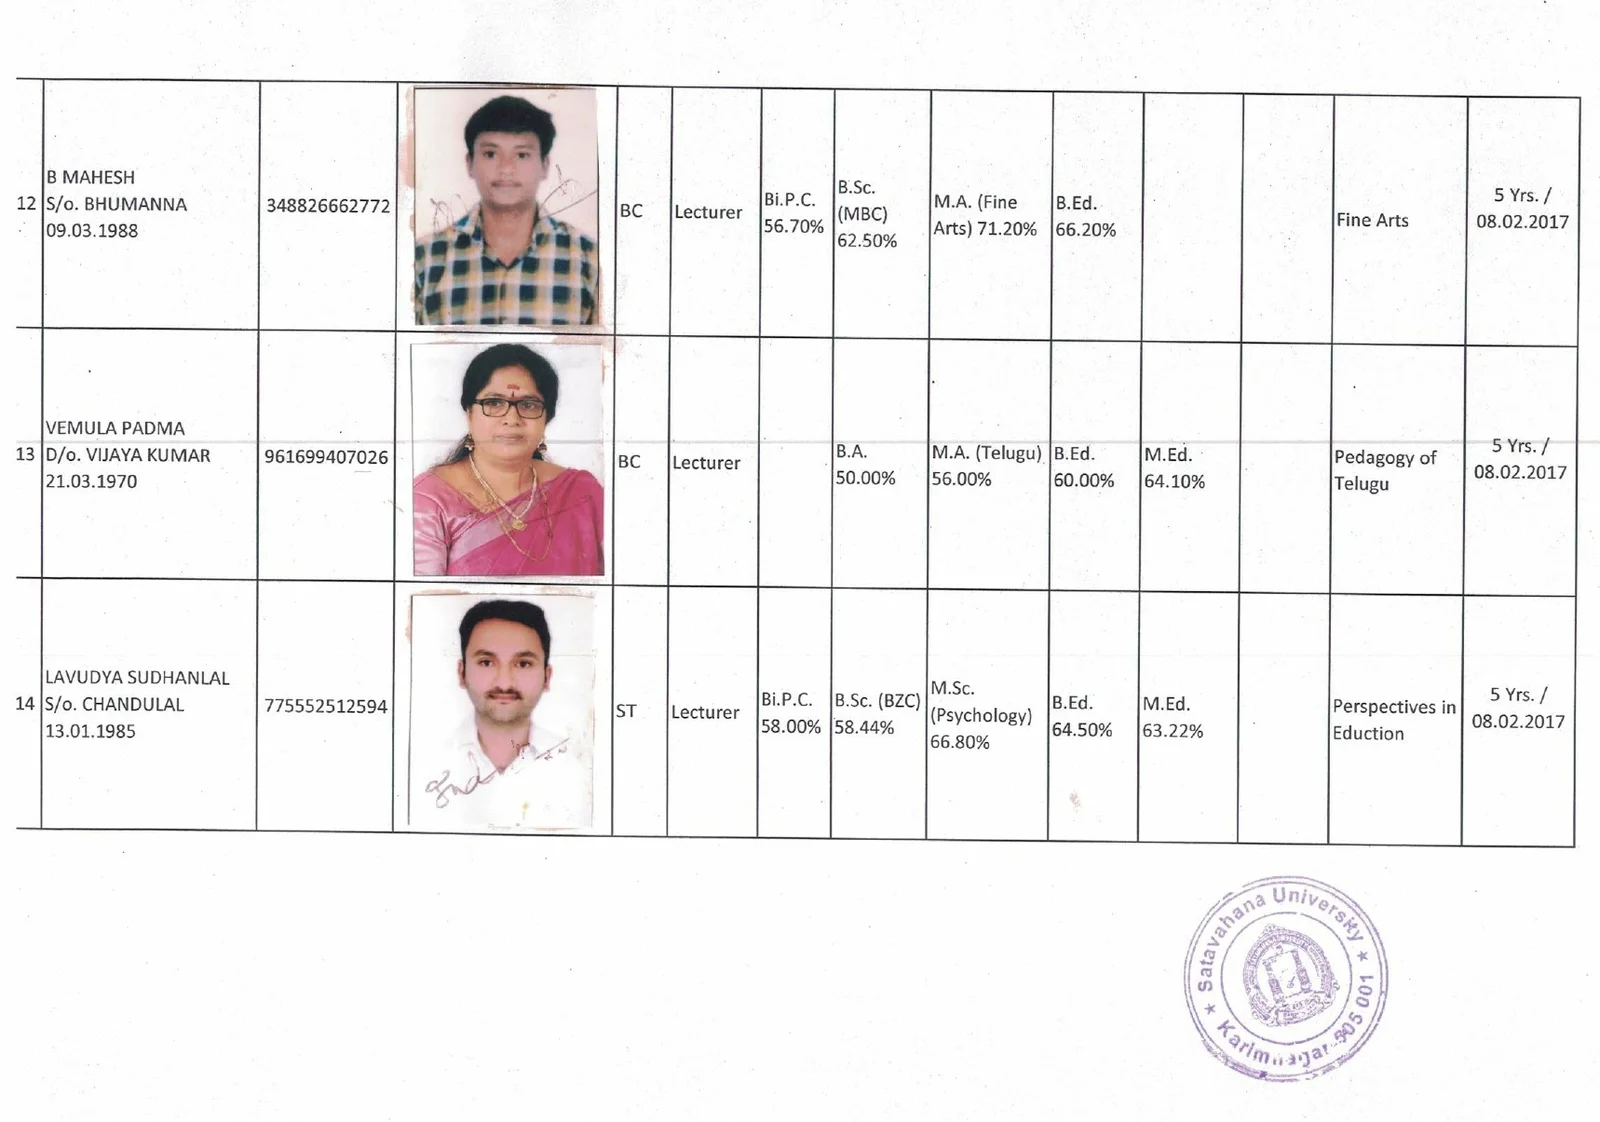 12
B MAHESH
S/o. BHUMANNA
09.03.1988
348826662772
BC
Lecturer
Bi.P.C.
56.70%
B.Sc.
(MBC)
62.50%
M.A. (Fine
Arts) 71.20%
B.Ed.
66.20%
Fine Arts
5 Yrs. /
08.02.2017
13
VEMULA PADMA
D/o. VIJAYA KUMAR
21.03.1970
961699407026
BC
Lecturer
B.A.
50.00%
M.A. (Telugu)
56.00%
B.Ed.
60.00%
M.Ed.
64.10%
Pedagogy of
Telugu
5 Yrs. /
08.02.2017
14
LAVUDYA SUDHANLAL
S/o. CHANDULAL
13.01.1985
775552512594
ST
Lecturer
Bi.P.C.
58.00%
B.Sc. (BZC)
58.44%
M.Sc.
(Psychology)
66.80%
B.Ed.
64.50%
M.Ed.
63.22%
Perspectives in
Eduction
5 Yrs. /
08.02.2017
Satavahana University
Karimnagar-505 001